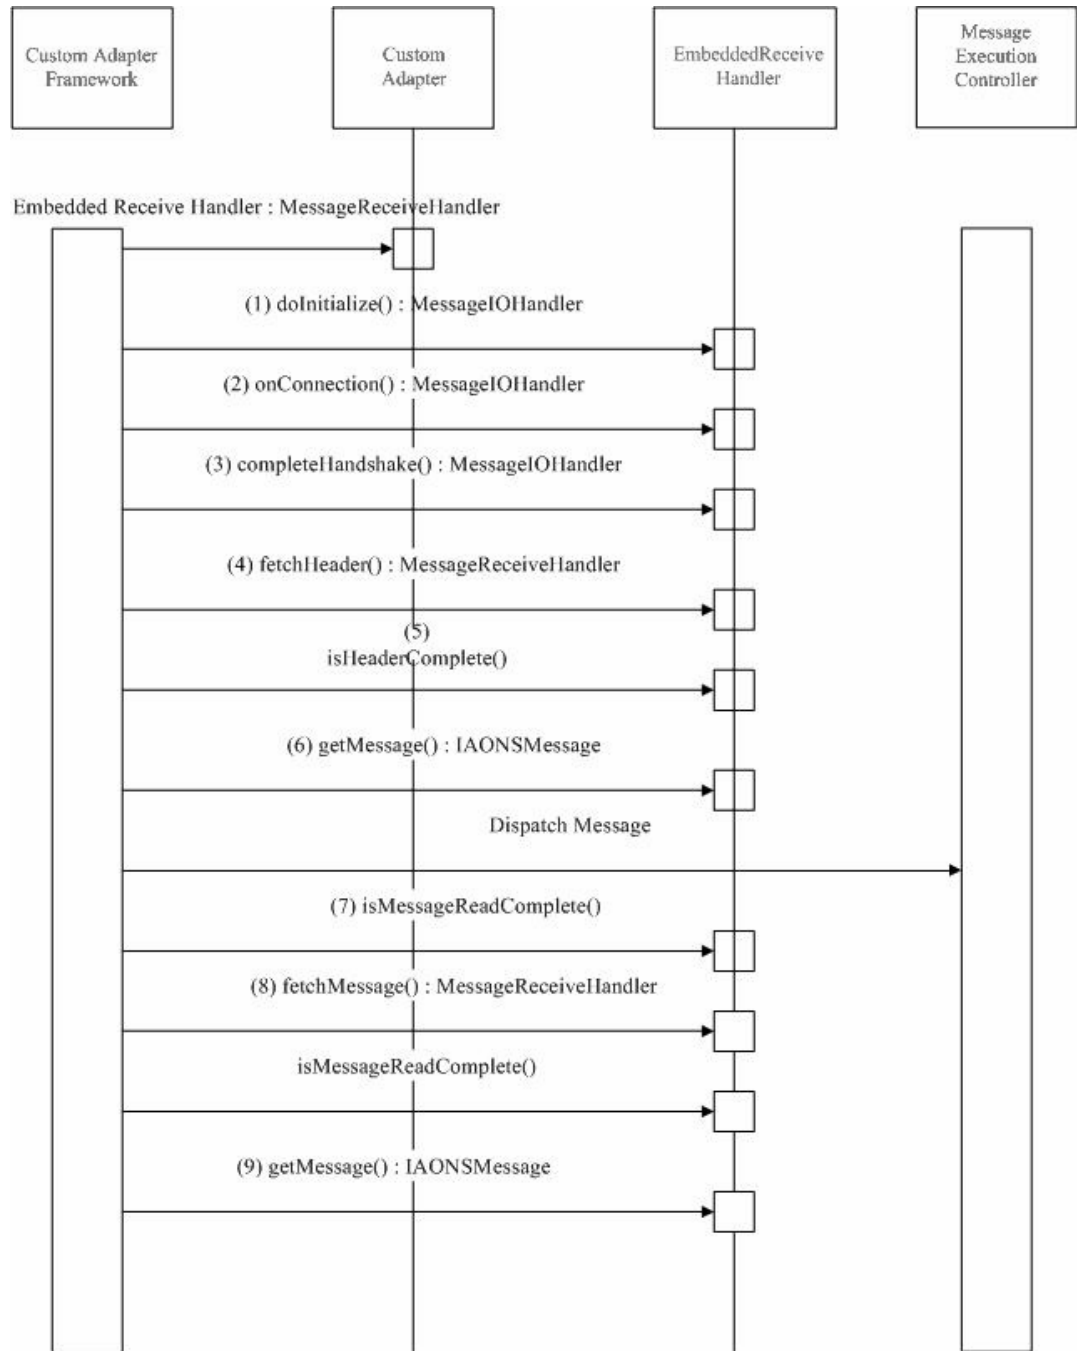 Custom Adapter
Framework
Custom
Adapter
EmbeddedReceive
Handler
Message
Execution
Controller
Embedded Receive Handler : MessageReceiveHandler
(1) doInitialize() : MessageIOHandler
(2) onConnection() : MessageIOHandler
(3) completeHandshake() : MessageIOHandler
(4) fetchHeader() : MessageReceiveHandler
(5)
isHeaderComplete()
(6) getMessage() : IAONSMessage
Dispatch Message
(7) isMessageReadComplete()
(8) fetchMessage() : MessageReceiveHandler
isMessageReadComplete()
(9) getMessage() : IAONSMessage